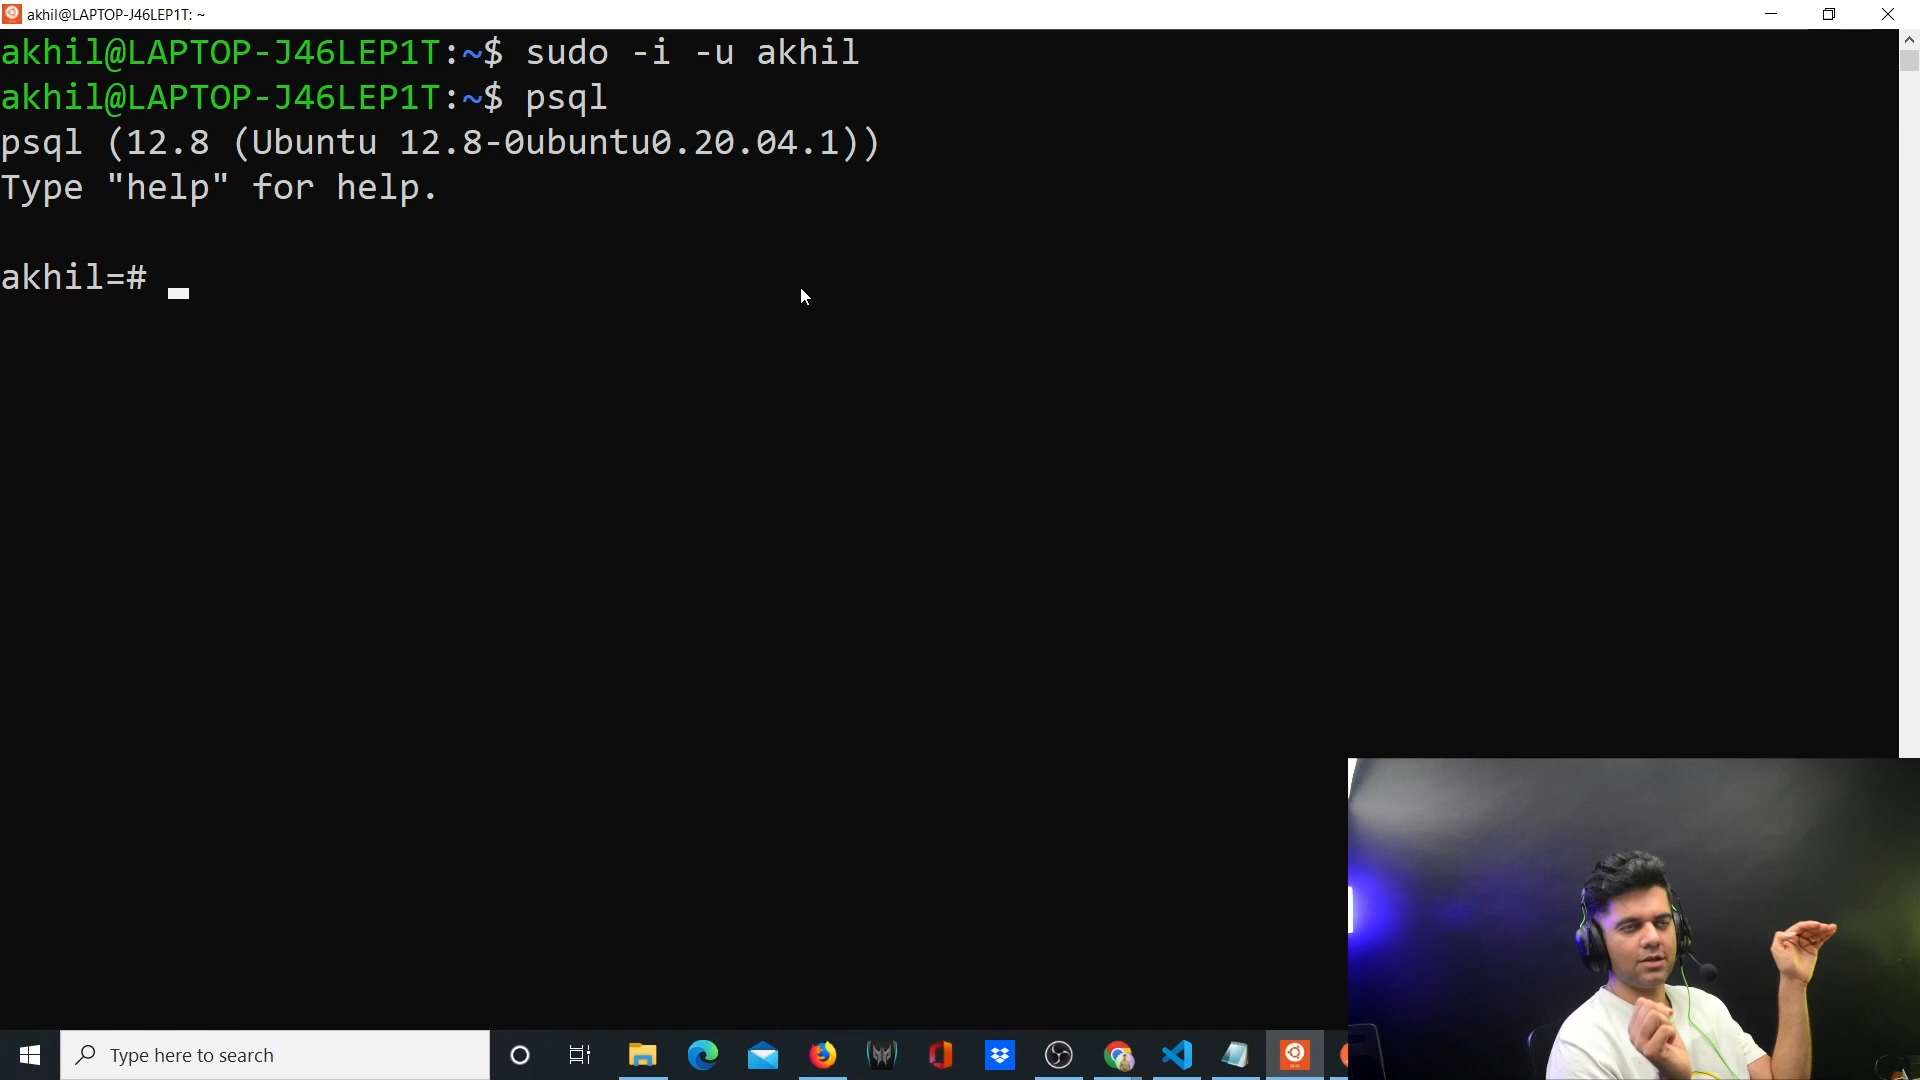 akhil@LAPTOP-J46LEP1T: ~
akhil@LAPTOP-J46LEP1T:~$ sudo -i -u akhil
akhil@LAPTOP-J46LEP1T:~$ psql
psql (12.8 (Ubuntu 12.8-0ubuntu0.20.04.1))
Type "help" for help.
akhil=#
Type here to search